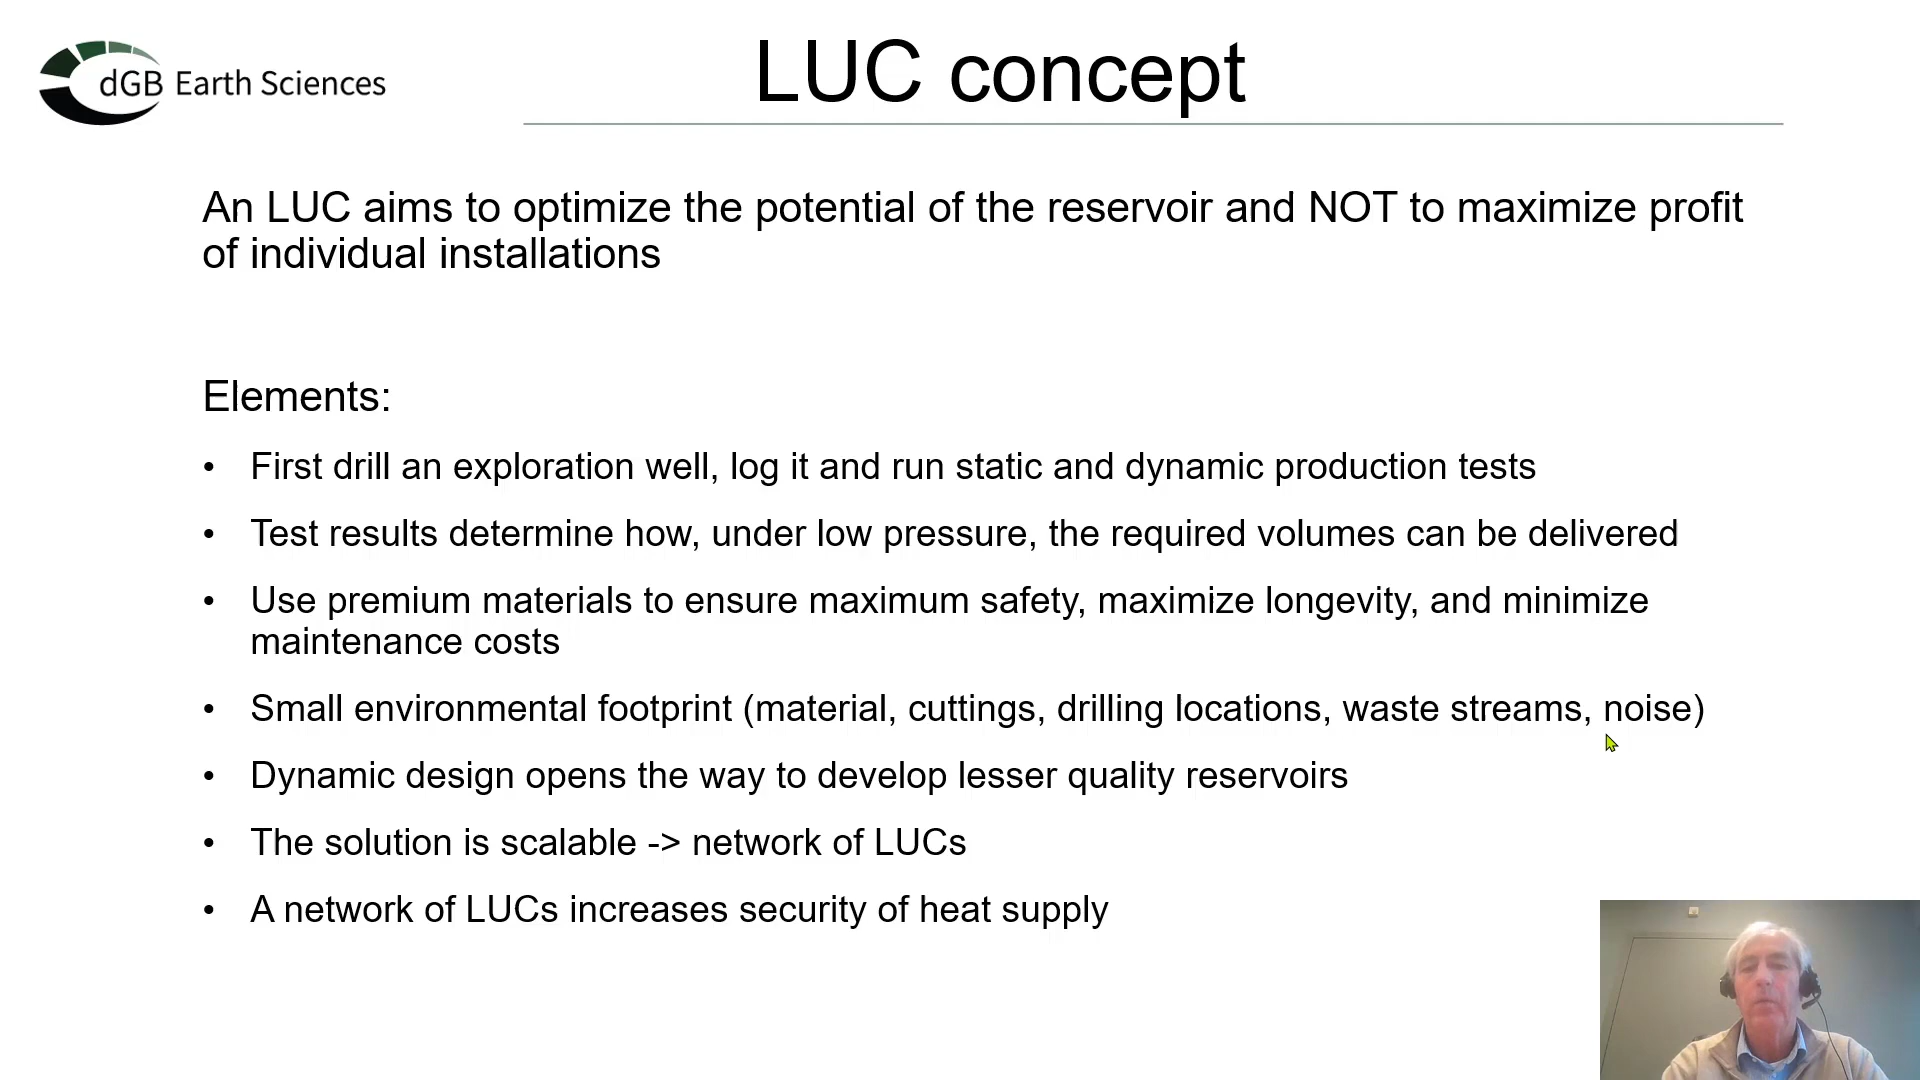 dGB Earth Sciences
LUC concept
An LUC aims to optimize the potential of the reservoir and NOT to maximize profit
of individual installations
Elements:
• First drill an exploration well, log it and run static and dynamic production tests
• Test results determine how, under low pressure, the required volumes can be delivered
• Use premium materials to ensure maximum safety, maximize longevity, and minimize
maintenance costs
• Small environmental footprint (material, cuttings, drilling locations, waste streams, noise)
• Dynamic design opens the way to develop lesser quality reservoirs
• The solution is scalable -> network of LUCs
• A network of LUCs increases security of heat supply